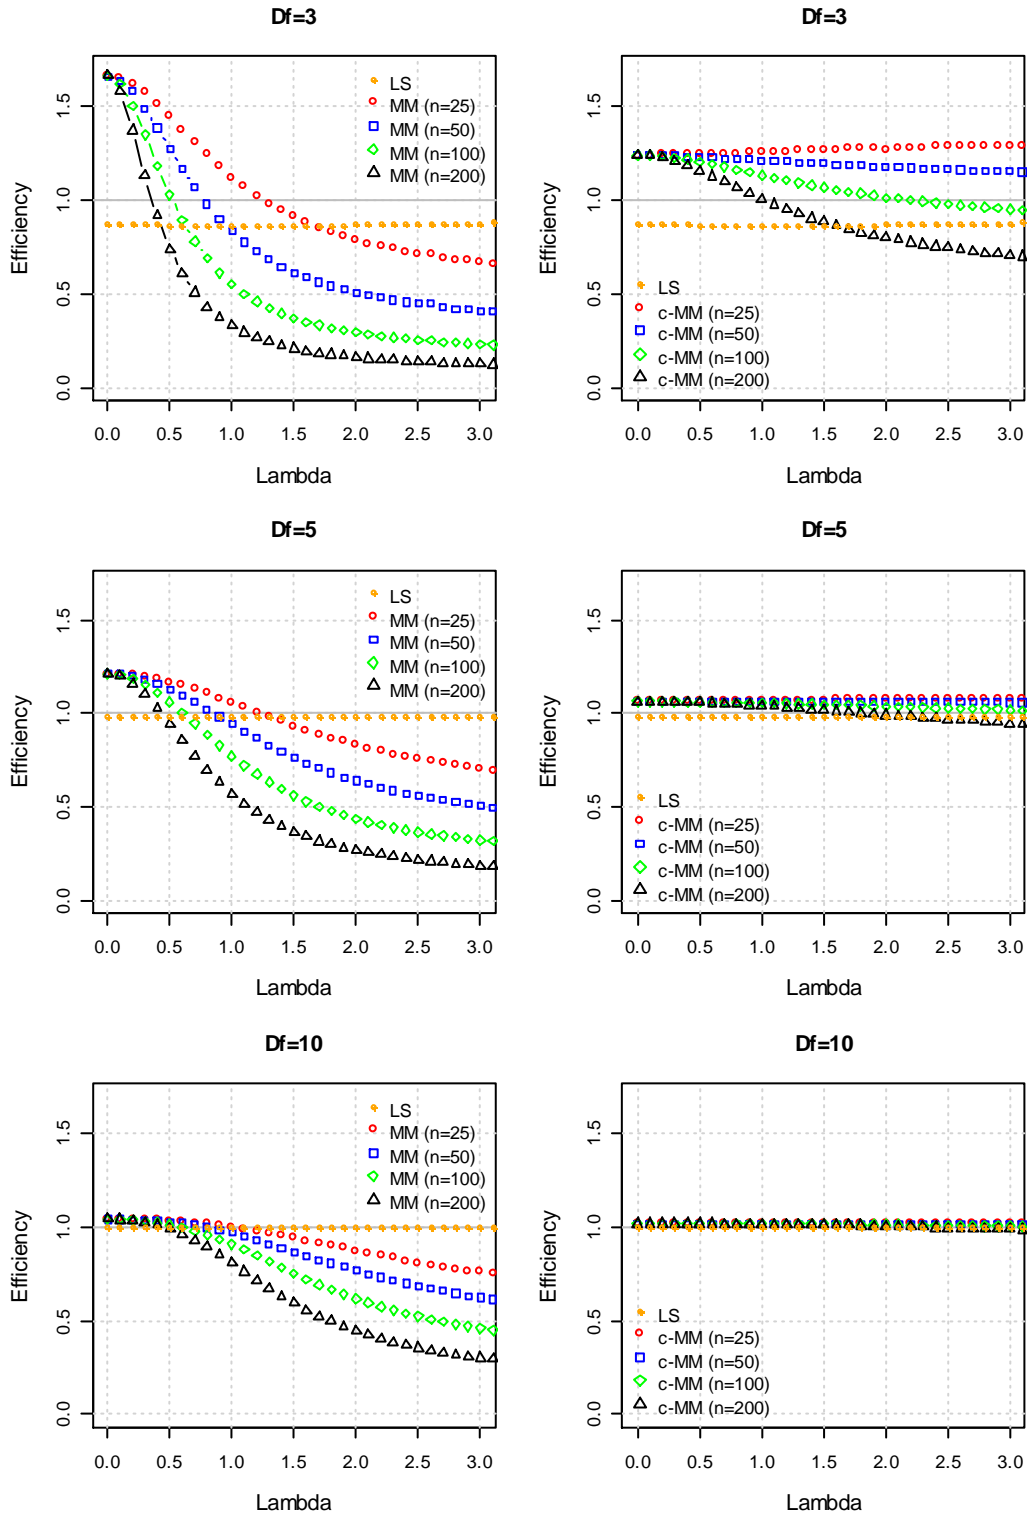 Df=3
Efficiency
1.5
1.0
0.5
0.0
LS
MM (n=25)
MM (n=50)
MM (n=100)
MM (n=200)
0.0 0.5 1.0 1.5 2.0 2.5 3.0
Lambda
Df=3
Efficiency
1.5
1.0
0.5
0.0
LS
c-MM (n=25)
c-MM (n=50)
c-MM (n=100)
c-MM (n=200)
0.0 0.5 1.0 1.5 2.0 2.5 3.0
Lambda
Df=5
Efficiency
1.5
1.0
0.5
0.0
LS
MM (n=25)
MM (n=50)
MM (n=100)
MM (n=200)
0.0 0.5 1.0 1.5 2.0 2.5 3.0
Lambda
Df=5
Efficiency
1.5
1.0
0.5
0.0
LS
c-MM (n=25)
c-MM (n=50)
c-MM (n=100)
c-MM (n=200)
0.0 0.5 1.0 1.5 2.0 2.5 3.0
Lambda
Df=10
Efficiency
1.5
1.0
0.5
0.0
LS
MM (n=25)
MM (n=50)
MM (n=100)
MM (n=200)
0.0 0.5 1.0 1.5 2.0 2.5 3.0
Lambda
Df=10
Efficiency
1.5
1.0
0.5
0.0
LS
c-MM (n=25)
c-MM (n=50)
c-MM (n=100)
c-MM (n=200)
0.0 0.5 1.0 1.5 2.0 2.5 3.0
Lambda